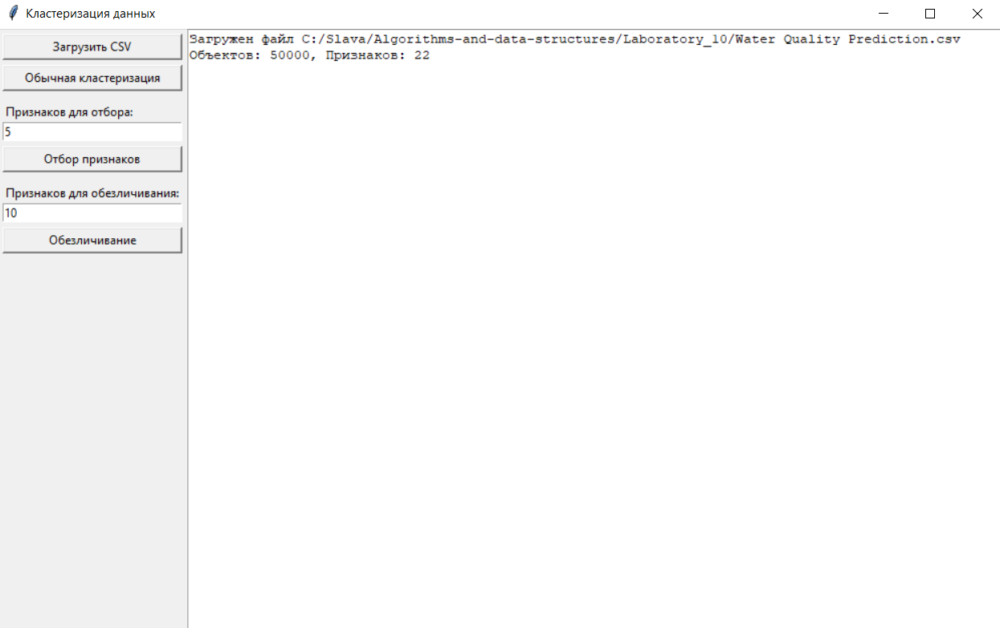 Кластеризация данных
Загрузить CSV
Обычная кластеризация
Признаков для отбора:
5
Отбор признаков
Признаков для обезличивания:
10
Обезличивание
Загружен файл C:/Slava/Algorithms-and-data-structures/Laboratory_10/Water Quality Prediction.csv
Объектов: 50000, Признаков: 22